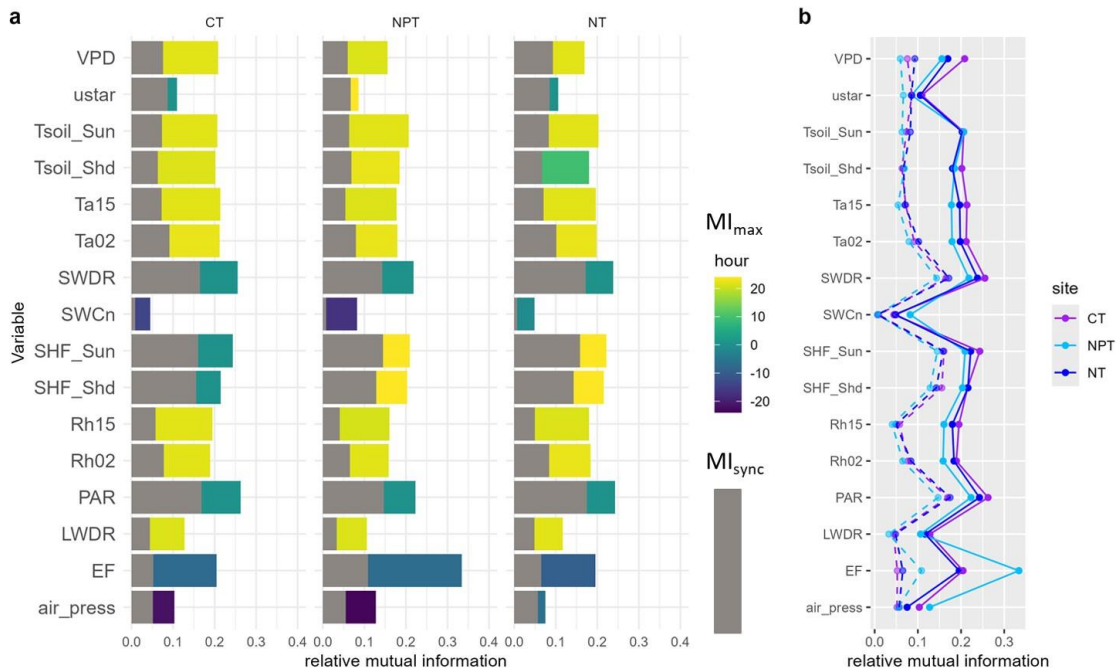 a
CT
NPT
NT
Variable
VPD
ustar
Tsoil_Sun
Tsoil_Shd
Ta15
Ta02
SWDR
SWCn
SHF_Sun
SHF_Shd
Rh15
Rh02
PAR
LWDR
EF
air_press
0.0 0.1 0.2 0.3 0.4
0.0 0.1 0.2 0.3 0.4
0.0 0.1 0.2 0.3 0.4
relative mutual information
MImax
hour
20
10
0
-10
-20
MIsync
b
VPD
ustar
Tsoil_Sun
Tsoil_Shd
Ta15
Ta02
SWDR
SWCn
SHF_Sun
SHF_Shd
Rh15
Rh02
PAR
LWDR
EF
air_press
0.0 0.1 0.2 0.3
relative mutual information
site
CT
NPT
NT